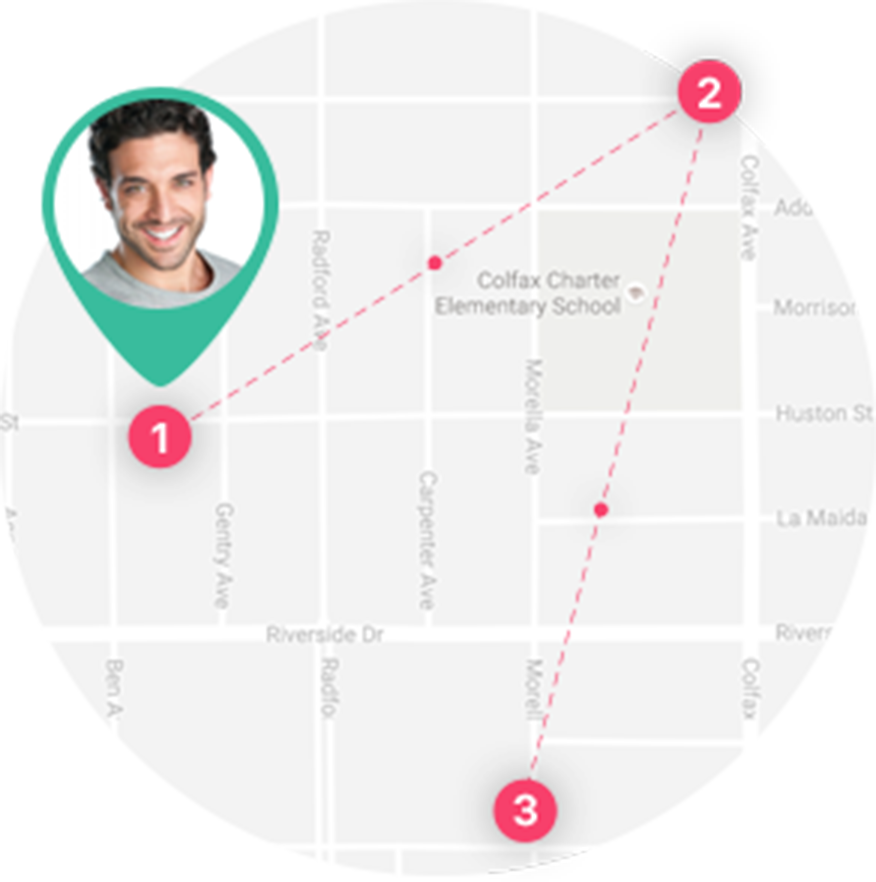 2
Colfax Ave
Radford Ave
Colfax Charter
Elementary School
Morrison
Morella Ave
1
St
Huston St
Carpenter Ave
Gentry Ave
La Maida
Riverside Dr
Rivers
Ben A
Radfo
Morell
Colfax
3